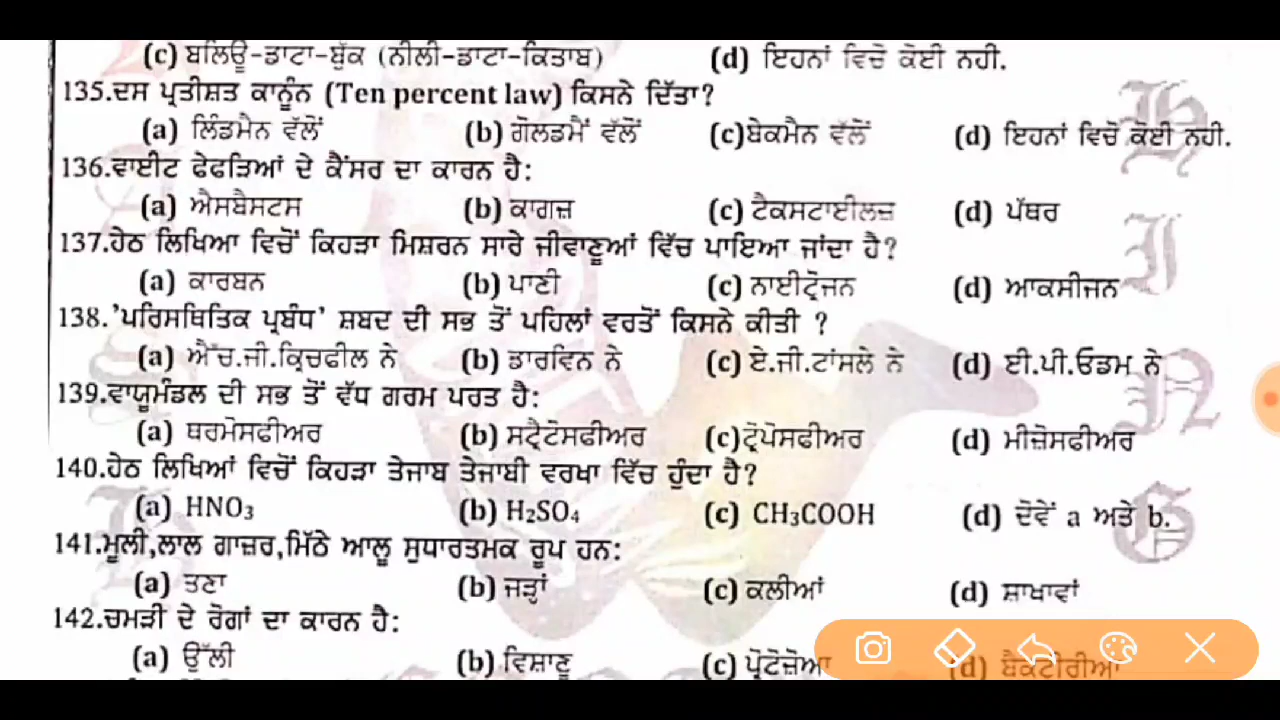 (c) ਬਲਿਊ-ਡਾਟਾ-ਬੁੱਕ (ਨੀਲੀ-ਡਾਟਾ-ਕਿਤਾਬ) (d) ਇਹਨਾਂ ਵਿਚੋ ਕੋਈ ਨਹੀ.
135.ਦਸ ਪ੍ਰਤੀਸ਼ਤ ਕਾਨੂੰਨ (Ten percent law) ਕਿਸਨੇ ਦਿੱਤਾ?
(a) ਲਿੰਡਮੈਨ ਵੱਲੋਂ (b) ਗੋਲਡਮੈਂ ਵੱਲੋਂ (c)ਬੇਕਮੈਨ ਵੱਲੋਂ (d) ਇਹਨਾਂ ਵਿਚੋਂ ਕੋਈ ਨਹੀ.
136.ਵਾਈਟ ਫੇਫੜਿਆਂ ਦੇ ਕੈਂਸਰ ਦਾ ਕਾਰਨ ਹੈ:
(a) ਐਸਬੈਸਟਸ (b) ਕਾਗਜ਼ (c) ਟੈਕਸਟਾਈਲਜ਼ (d) ਪੱਥਰ
137.ਹੇਠ ਲਿਖਿਆ ਵਿਚੋਂ ਕਿਹੜਾ ਮਿਸ਼ਰਨ ਸਾਰੇ ਜੀਵਾਣੂਆਂ ਵਿੱਚ ਪਾਇਆ ਜਾਂਦਾ ਹੈ?
(a) ਕਾਰਬਨ (b) ਪਾਣੀ (c) ਨਾਈਟ੍ਰੋਜਨ (d) ਆਕਸੀਜਨ
138.'ਪਰਿਸਥਿਤਿਕ ਪ੍ਰਬੰਧ' ਸ਼ਬਦ ਦੀ ਸਭ ਤੋਂ ਪਹਿਲਾਂ ਵਰਤੋਂ ਕਿਸਨੇ ਕੀਤੀ ?
(a) ਐੱਚ.ਜੀ.ਕ੍ਰਿਚਫੀਲ ਨੇ (b) ਡਾਰਵਿਨ ਨੇ (c) ਏ.ਜੀ.ਟਾਂਸਲੇ ਨੇ (d) ਈ.ਪੀ.ਓਡਮ ਨੇ
139.ਵਾਯੂਮੰਡਲ ਦੀ ਸਭ ਤੋਂ ਵੱਧ ਗਰਮ ਪਰਤ ਹੈ:
(a) ਥਰਮੋਸਫੀਅਰ (b) ਸਟ੍ਰੈਟੋਸਫੀਅਰ (c)ਟ੍ਰੋਪੋਸਫੀਅਰ (d) ਮੀਜ਼ੋਸਫੀਅਰ
140.ਹੇਠ ਲਿਖਿਆਂ ਵਿਚੋਂ ਕਿਹੜਾ ਤੇਜਾਬ ਤੇਜਾਬੀ ਵਰਖਾ ਵਿੱਚ ਹੁੰਦਾ ਹੈ?
(a) HNO₃ (b) H₂SO₄ (c) CH₃COOH (d) ਦੋਵੇਂ a ਅਤੇ b.
141.ਮੂਲੀ,ਲਾਲ ਗਾਜ਼ਰ,ਮਿੱਠੇ ਆਲੂ ਸੁਧਾਰਤਮਕ ਰੂਪ ਹਨ:
(a) ਤਣਾ (b) ਜੜ੍ਹਾਂ (c) ਕਲੀਆਂ (d) ਸ਼ਾਖਾਵਾਂ
142.ਚਮੜੀ ਦੇ ਰੋਗਾਂ ਦਾ ਕਾਰਨ ਹੈ:
(a) ਉੱਲੀ (b) ਵਿਸ਼ਾਣੂ (c) ਪ੍ਰੋਟੋਜ਼ੋਆ (d) ਬੈਕਟੀਰੀਆ